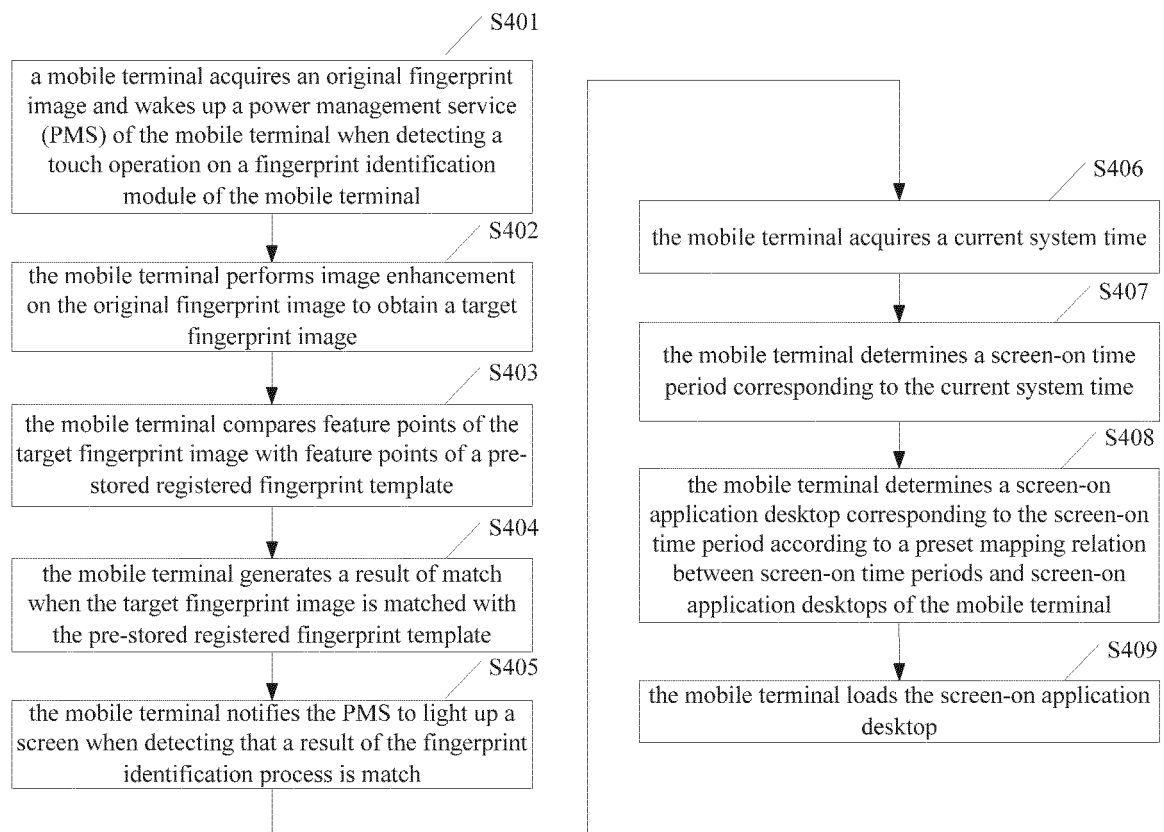 S401
a mobile terminal acquires an original fingerprint
image and wakes up a power management service
(PMS) of the mobile terminal when detecting a
touch operation on a fingerprint identification
module of the mobile terminal
S402
the mobile terminal performs image enhancement
on the original fingerprint image to obtain a target
fingerprint image
S403
the mobile terminal compares feature points of the
target fingerprint image with feature points of a pre-
stored registered fingerprint template
S404
the mobile terminal generates a result of match
when the target fingerprint image is matched with
the pre-stored registered fingerprint template
S405
the mobile terminal notifies the PMS to light up a
screen when detecting that a result of the fingerprint
identification process is match
S406
the mobile terminal acquires a current system time
S407
the mobile terminal determines a screen-on time
period corresponding to the current system time
S408
the mobile terminal determines a screen-on
application desktop corresponding to the screen-on
time period according to a preset mapping relation
between screen-on time periods and screen-on
application desktops of the mobile terminal
S409
the mobile terminal loads the screen-on application
desktop